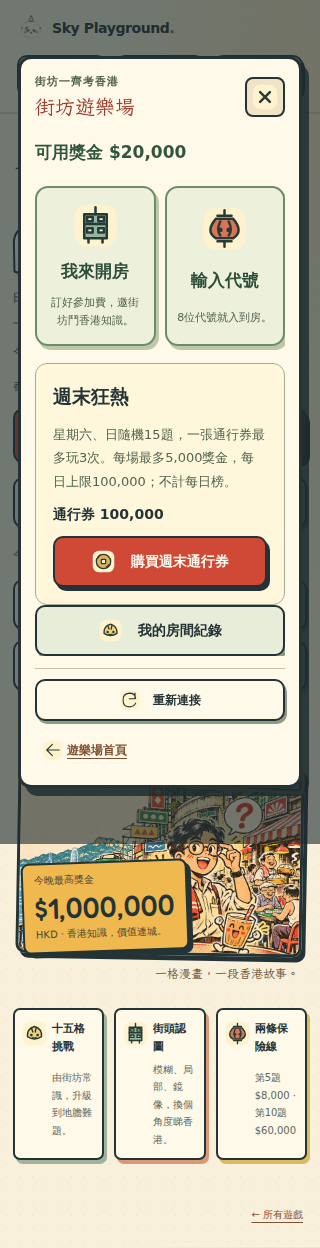 Sky Playground.
街坊一齊考香港
街坊遊樂場
可用獎金 $20,000
我來開房
訂好參加費，邀街
坊鬥香港知識。
輸入代號
8位代號就入到房。
週末狂熱
星期六、日隨機15題，一張通行券最
多玩3次。每場最多5,000獎金，每
日上限100,000；不計每日榜。
通行券 100,000
購買週末通行券
我的房間紀錄
重新連接
遊樂場首頁
?
今晚最高獎金
$1,000,000
HKD · 香港知識，價值連城。
一格漫畫，一段香港故事。
十五格
挑戰
由街坊常
識，升級
到地膽難
題。
街頭認
圖
模糊、局
部、鏡
像，換個
角度睇香
港。
兩條保
險線
第5題
$8,000 ·
第10題
$60,000
← 所有遊戲